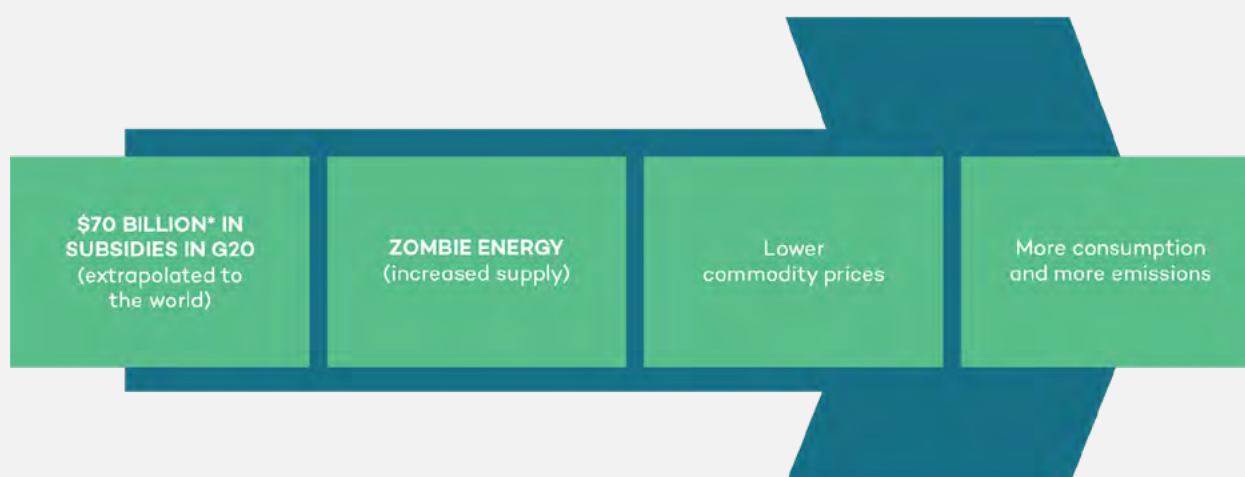 $70 BILLION* IN
SUBSIDIES IN G20
(extrapolated to
the world)
ZOMBIE ENERGY
(increased supply)
Lower
commodity prices
More consumption
and more emissions